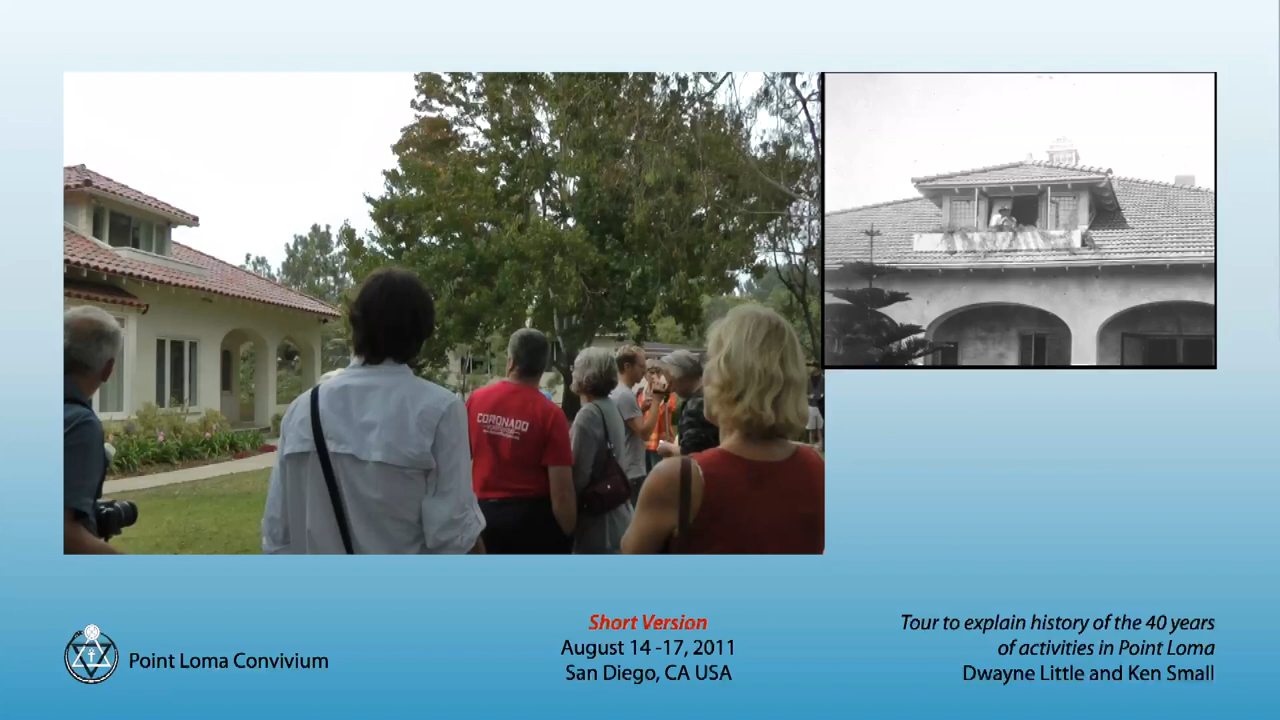 CORONADO
Point Loma Convivium
Short Version
August 14 -17, 2011
San Diego, CA USA
Tour to explain history of the 40 years
of activities in Point Loma
Dwayne Little and Ken Small